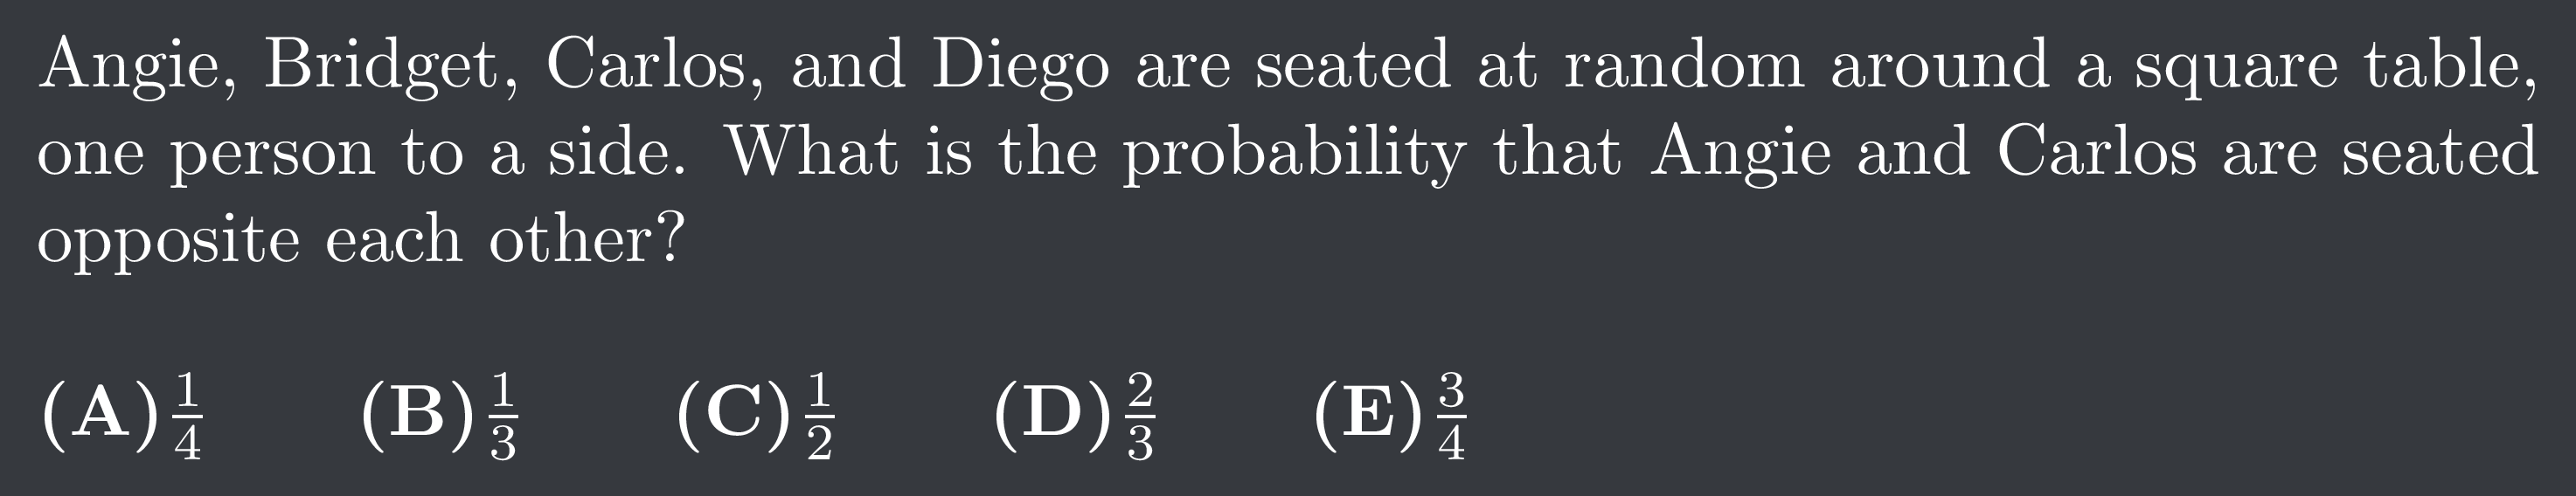 Angie, Bridget, Carlos, and Diego are seated at random around a square table,
one person to a side. What is the probability that Angie and Carlos are seated
opposite each other?
(A) 1/4 (B) 1/3 (C) 1/2 (D) 2/3 (E) 3/4